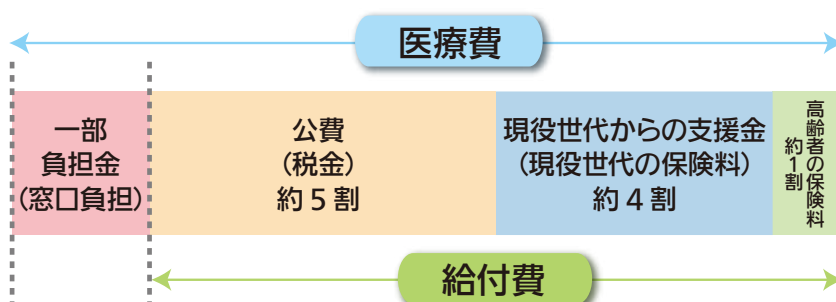 医療費
一部
負担金
(窓口負担)
公費
(税金)
約5割
現役世代からの支援金
(現役世代の保険料)
約4割
高齢者の保険料
約1割
給付費